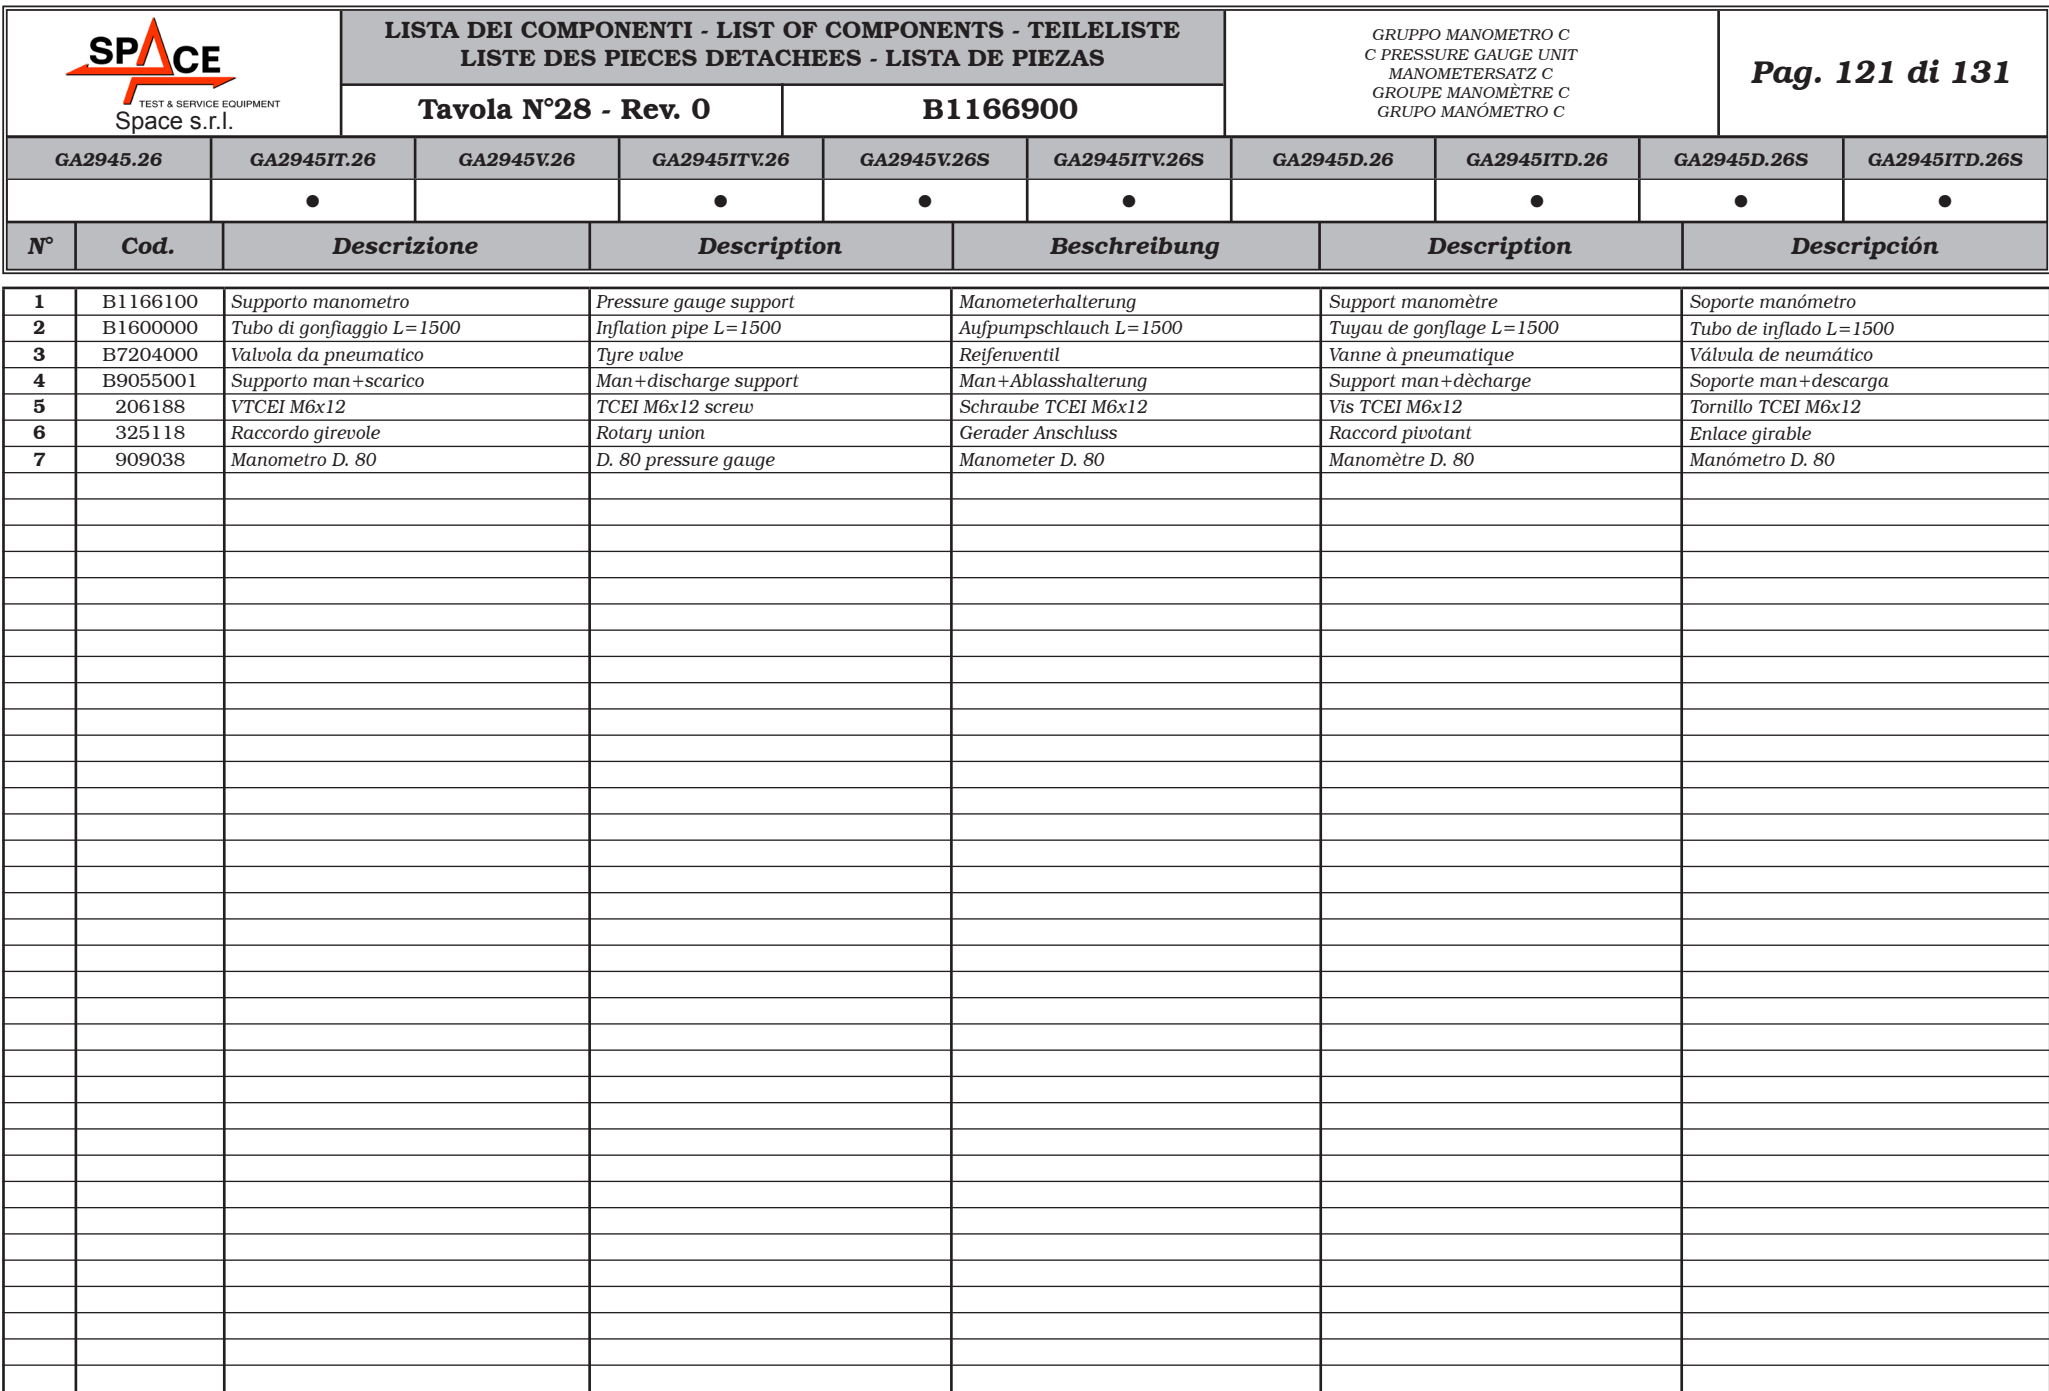 SPACE
TEST & SERVICE EQUIPMENT
Space s.r.l.
LISTA DEI COMPONENTI - LIST OF COMPONENTS - TEILELISTE
LISTE DES PIECES DETACHEES - LISTA DE PIEZAS
Tavola N°28 - Rev. 0 B1166900
GRUPPO MANOMETRO C
C PRESSURE GAUGE UNIT
MANOMETERSATZ C
GROUPE MANOMÈTRE C
GRUPO MANÓMETRO C
Pag. 121 di 131
GA2945.26 GA2945IT.26 GA2945V.26 GA2945ITV.26 GA2945V.26S GA2945ITV.26S GA2945D.26 GA2945ITD.26 GA2945D.26S GA2945ITD.26S
● ● ● ● ● ● ●
N° Cod. Descrizione Description Beschreibung Description Descripción
1 B1166100 Supporto manometro Pressure gauge support Manometerhalterung Support manomètre Soporte manómetro
2 B1600000 Tubo di gonfiaggio L=1500 Inflation pipe L=1500 Aufpumpschlauch L=1500 Tuyau de gonflage L=1500 Tubo de inflado L=1500
3 B7204000 Valvola da pneumatico Tyre valve Reifenventil Vanne à pneumatique Válvula de neumático
4 B9055001 Supporto man+scarico Man+discharge support Man+Ablasshalterung Support man+dècharge Soporte man+descarga
5 206188 VTCEI M6x12 TCEI M6x12 screw Schraube TCEI M6x12 Vis TCEI M6x12 Tornillo TCEI M6x12
6 325118 Raccordo girevole Rotary union Gerader Anschluss Raccord pivotant Enlace girable
7 909038 Manometro D. 80 D. 80 pressure gauge Manometer D. 80 Manomètre D. 80 Manómetro D. 80